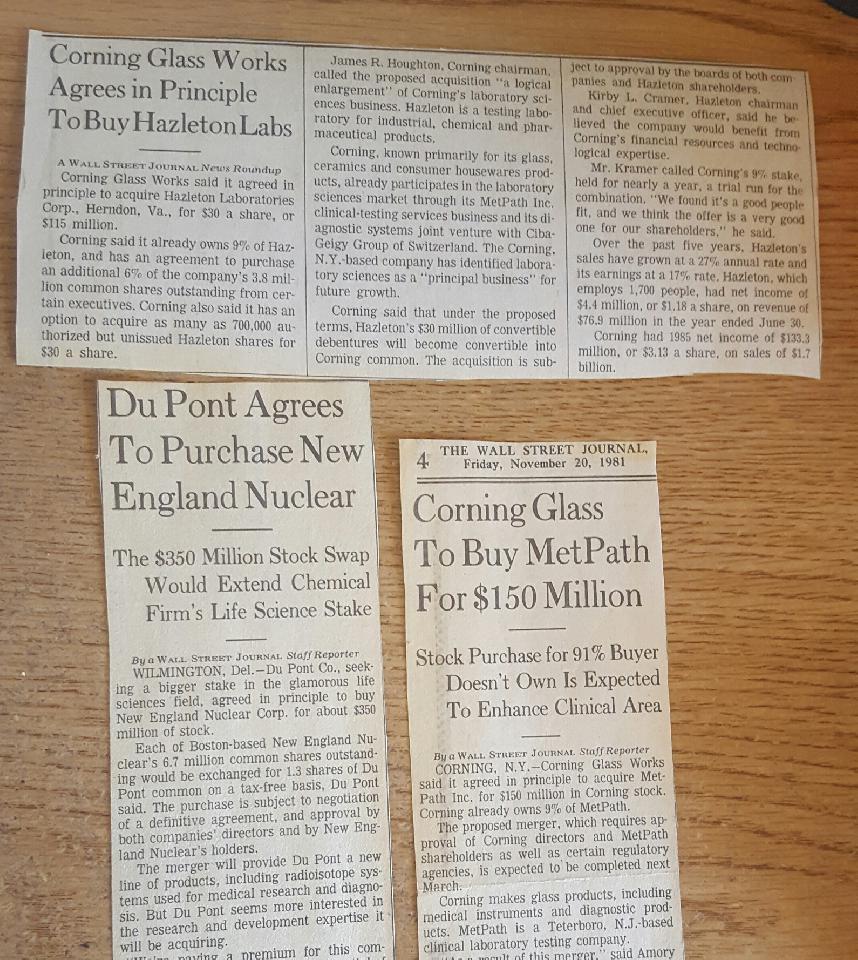 Corning Glass Works
Agrees in Principle
To Buy Hazleton Labs
A WALL STREET JOURNAL News Roundup
Corning Glass Works said it agreed in
principle to acquire Hazleton Laboratories
Corp., Herndon, Va., for $30 a share, or
$115 million.
Corning said it already owns 9% of Haz-
leton, and has an agreement to purchase
an additional 6% of the company's 3.8 mil-
lion common shares outstanding from cer-
tain executives. Corning also said it has an
option to acquire as many as 700,000 au-
thorized but unissued Hazleton shares for
$30 a share.
James R. Houghton, Corning chairman,
called the proposed acquisition "a logical
enlargement" of Corning's laboratory sci-
ences business. Hazleton is a testing labo-
ratory for industrial, chemical and phar-
maceutical products.
Corning, known primarily for its glass,
ceramics and consumer housewares prod-
ucts, already participates in the laboratory
sciences market through its MetPath Inc.
clinical-testing services business and its di-
agnostic systems joint venture with Ciba-
Geigy Group of Switzerland. The Corning,
N.Y.-based company has identified labora-
tory sciences as a "principal business" for
future growth.
Corning said that under the proposed
terms, Hazleton's $30 million of convertible
debentures will become convertible into
Corning common. The acquisition is sub-
ject to approval by the boards of both com-
panies and Hazleton shareholders.
Kirby L. Cramer, Hazleton chairman
and chief executive officer, said he be-
lieved the company would benefit from
Corning's financial resources and techno-
logical expertise.
Mr. Kramer called Corning's 9% stake,
held for nearly a year, a trial run for the
combination. "We found it's a good people
fit, and we think the offer is a very good
one for our shareholders," he said.
Over the past five years, Hazleton's
sales have grown at a 27% annual rate and
its earnings at a 17% rate. Hazleton, which
employs 1,700 people, had net income of
$4.4 million, or $1.18 a share, on revenue of
$76.9 million in the year ended June 30.
Corning had 1985 net income of $133.3
million, or $3.13 a share, on sales of $1.7
billion.
Du Pont Agrees
To Purchase New
England Nuclear
The $350 Million Stock Swap
Would Extend Chemical
Firm's Life Science Stake
By a WALL STREET JOURNAL Staff Reporter
WILMINGTON, Del.—Du Pont Co., seek-
ing a bigger stake in the glamorous life
sciences field, agreed in principle to buy
New England Nuclear Corp. for about $350
million of stock.
Each of Boston-based New England Nu-
clear's 6.7 million common shares outstand-
ing would be exchanged for 1.3 shares of Du
Pont common on a tax-free basis, Du Pont
said. The purchase is subject to negotiation
of a definitive agreement, and approval by
both companies' directors and by New Eng-
land Nuclear's holders.
The merger will provide Du Pont a new
line of products, including radioisotope sys-
tems used for medical research and diagno-
sis. But Du Pont seems more interested in
the research and development expertise it
will be acquiring.
paying a premium for this com-
4 THE WALL STREET JOURNAL,
Friday, November 20, 1981
Corning Glass
To Buy MetPath
For $150 Million
Stock Purchase for 91% Buyer
Doesn't Own Is Expected
To Enhance Clinical Area
By a WALL STREET JOURNAL Staff Reporter
CORNING, N.Y.—Corning Glass Works
said it agreed in principle to acquire Met-
Path Inc. for $150 million in Corning stock.
Corning already owns 9% of MetPath.
The proposed merger, which requires ap-
proval of Corning directors and MetPath
shareholders as well as certain regulatory
agencies, is expected to be completed next
March.
Corning makes glass products, including
medical instruments and diagnostic prod-
ucts. MetPath is a Teterboro, N.J.-based
clinical laboratory testing company.
result of this merger," said Amory